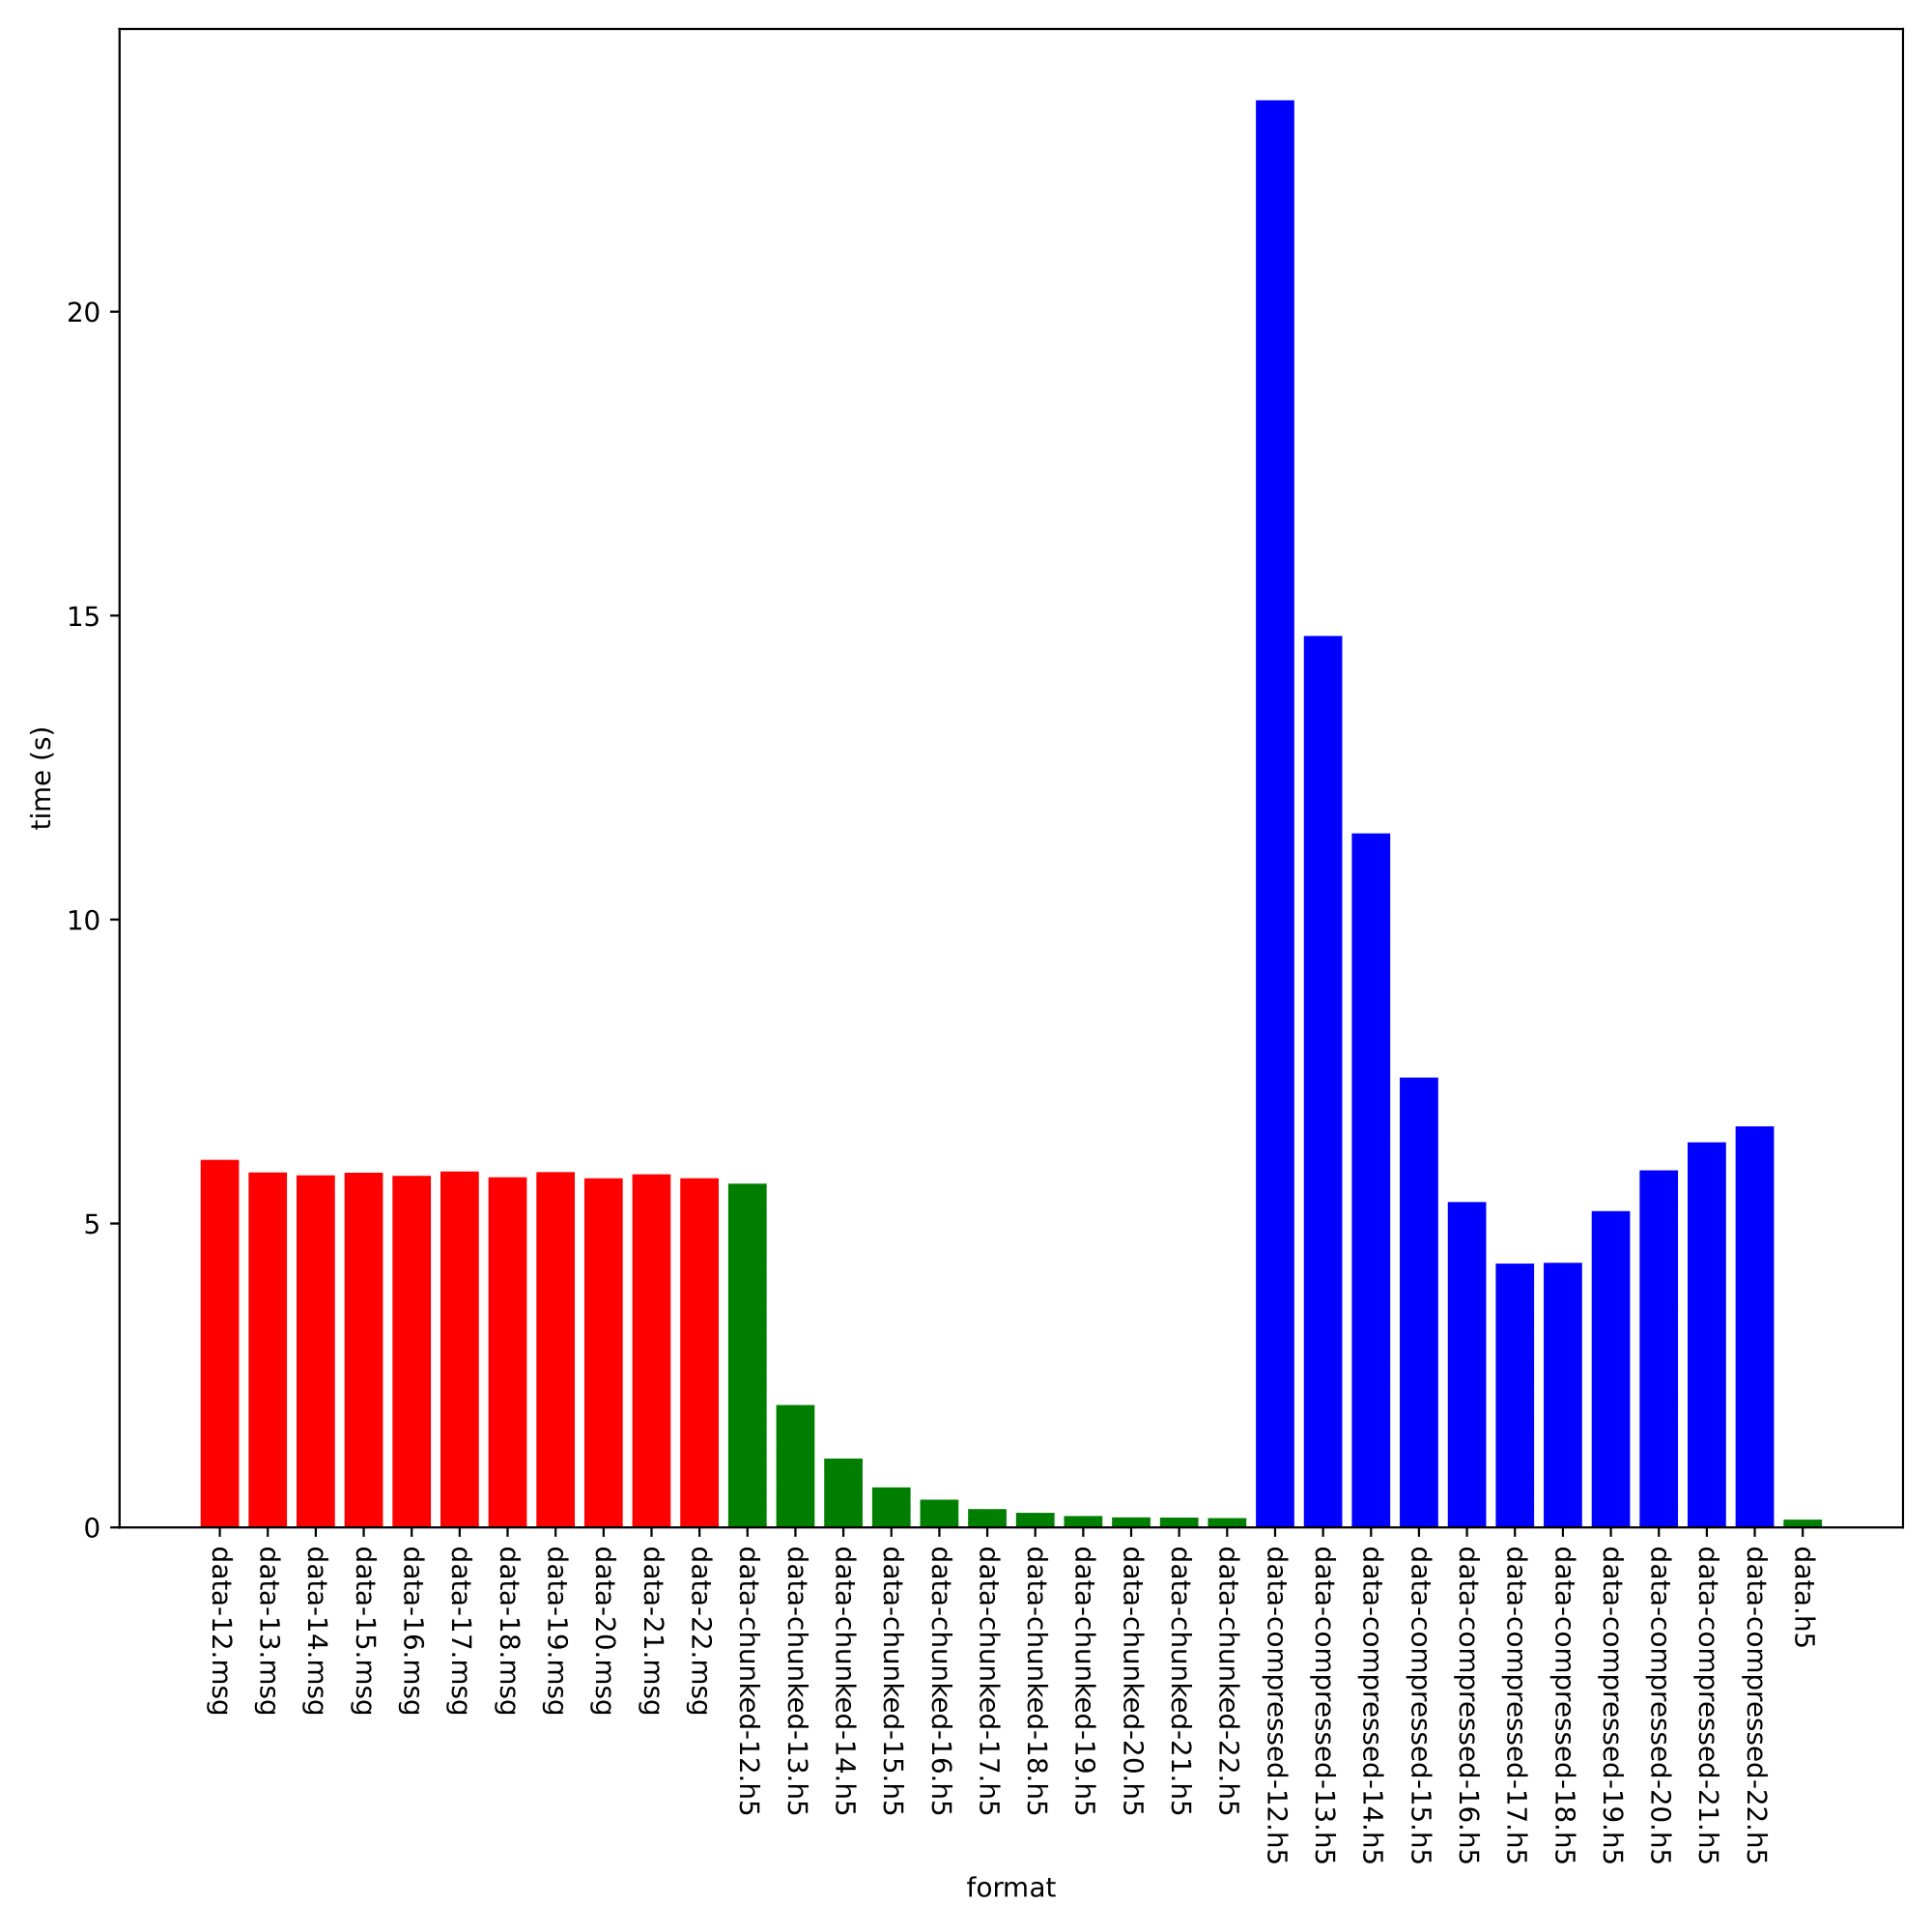 time (s)
20
15
10
5
0
data-12.msg
data-13.msg
data-14.msg
data-15.msg
data-16.msg
data-17.msg
data-18.msg
data-19.msg
data-20.msg
data-21.msg
data-22.msg
data-chunked-12.h5
data-chunked-13.h5
data-chunked-14.h5
data-chunked-15.h5
data-chunked-16.h5
data-chunked-17.h5
data-chunked-18.h5
data-chunked-19.h5
data-chunked-20.h5
data-chunked-21.h5
data-chunked-22.h5
data-compressed-12.h5
data-compressed-13.h5
data-compressed-14.h5
data-compressed-15.h5
data-compressed-16.h5
data-compressed-17.h5
data-compressed-18.h5
data-compressed-19.h5
data-compressed-20.h5
data-compressed-21.h5
data-compressed-22.h5
data.h5
format